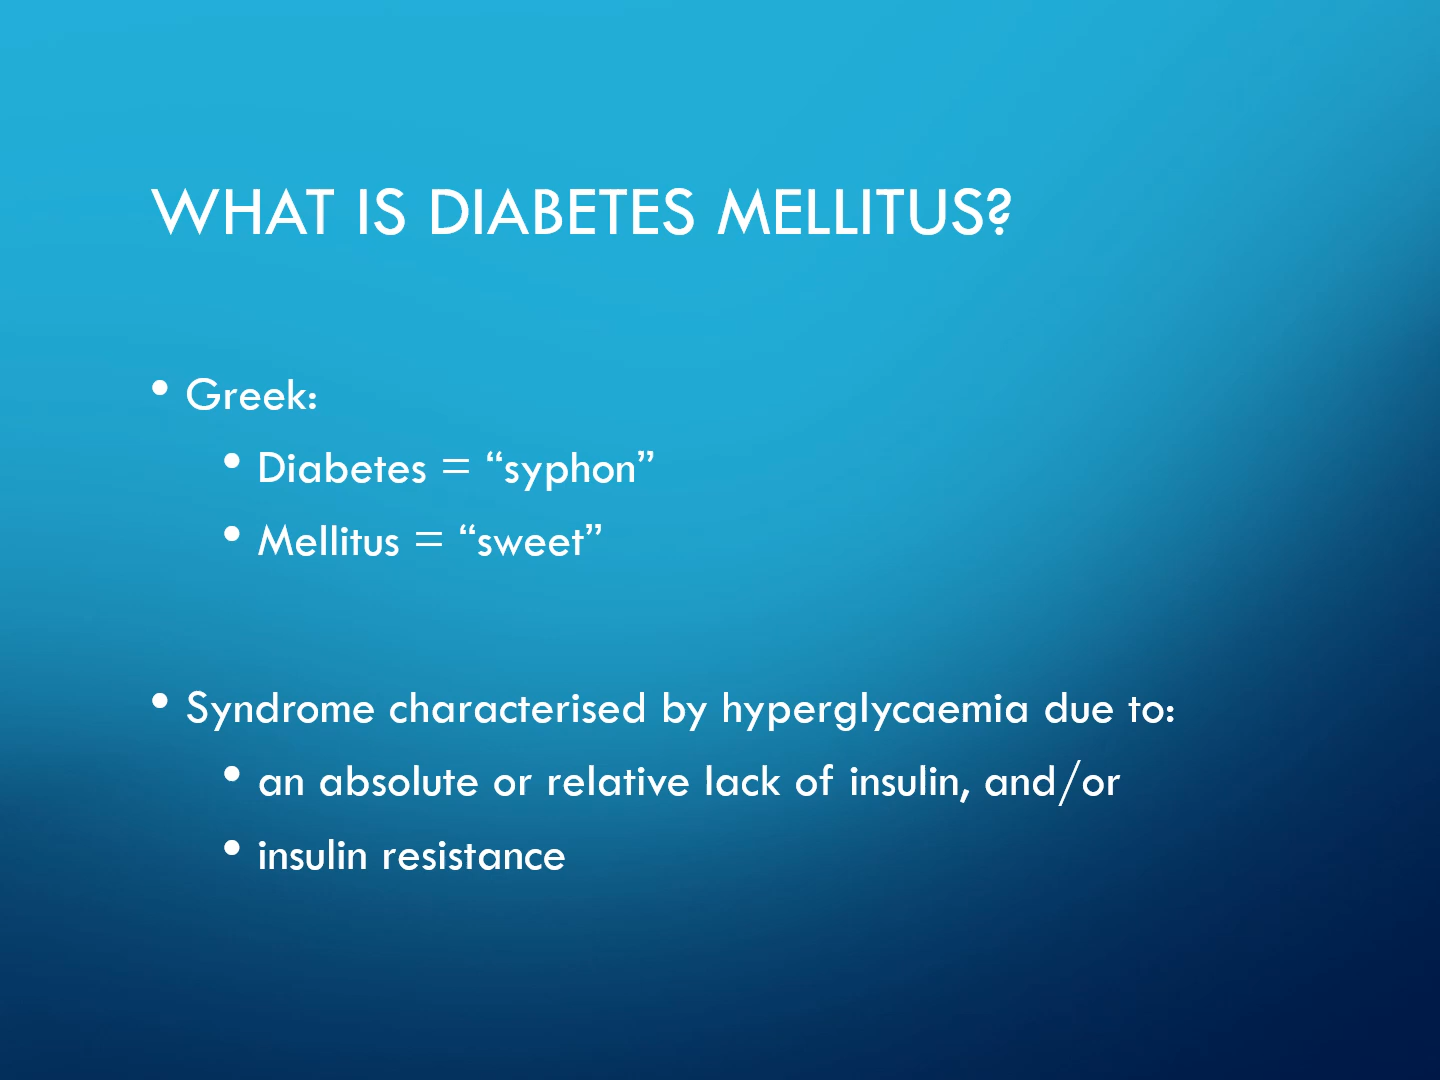 WHAT IS DIABETES MELLITUS?
• Greek:
• Diabetes = “syphon”
• Mellitus = “sweet”
• Syndrome characterised by hyperglycaemia due to:
• an absolute or relative lack of insulin, and/or
• insulin resistance